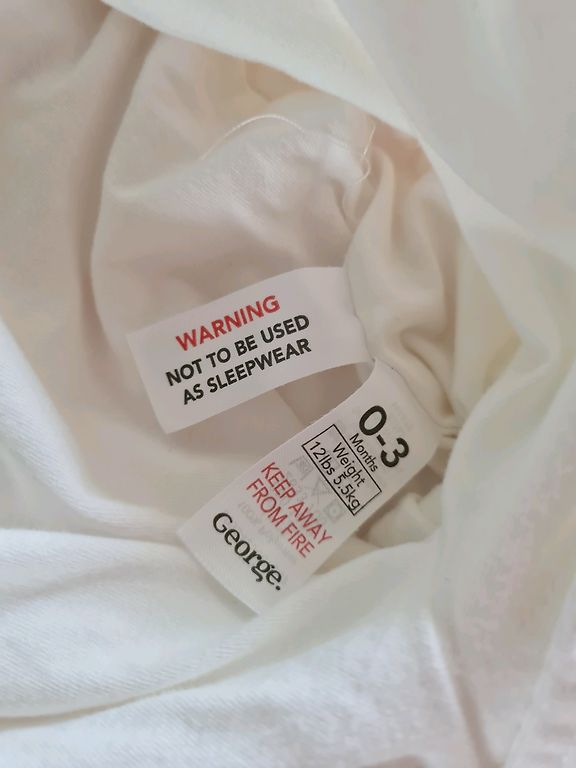 WARNING
NOT TO BE USED
AS SLEEPWEAR
0-3
Months
Weight
12lbs 5.5kg
KEEP AWAY
FROM FIRE
George.